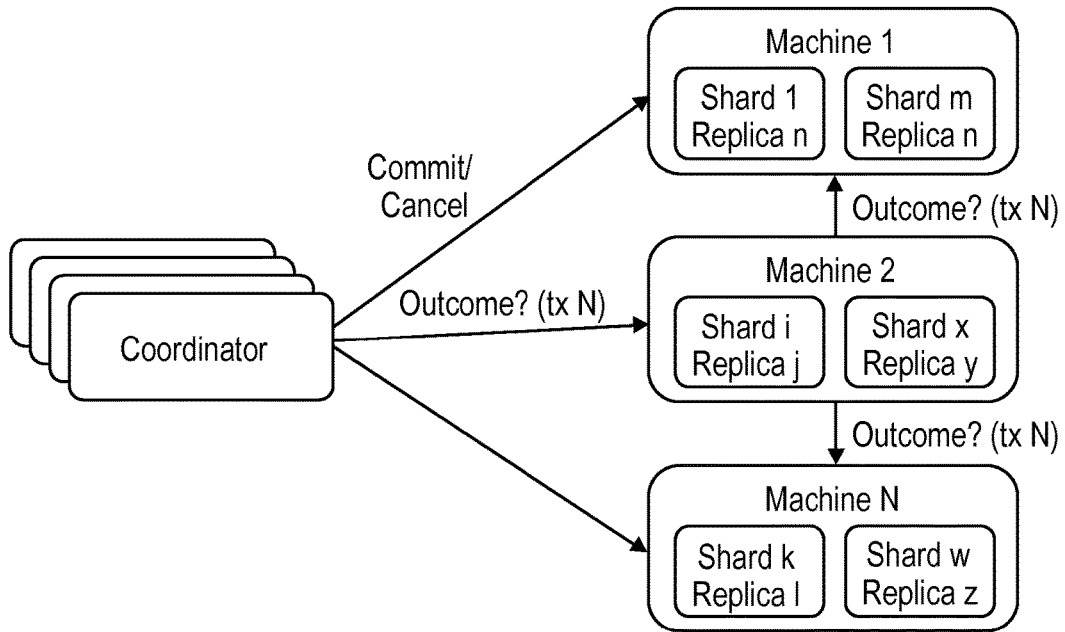 Machine 1
Shard 1
Replica n
Shard m
Replica n
Commit/
Cancel
Outcome? (tx N)
Machine 2
Outcome? (tx N)
Shard i
Replica j
Shard x
Replica y
Coordinator
Outcome? (tx N)
Machine N
Shard k
Replica l
Shard w
Replica z